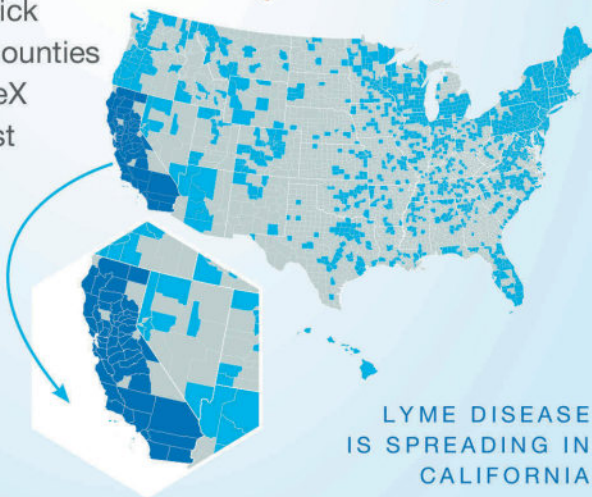 ick
ounties
eX
st
LYME DISEASE
IS SPREADING IN
CALIFORNIA